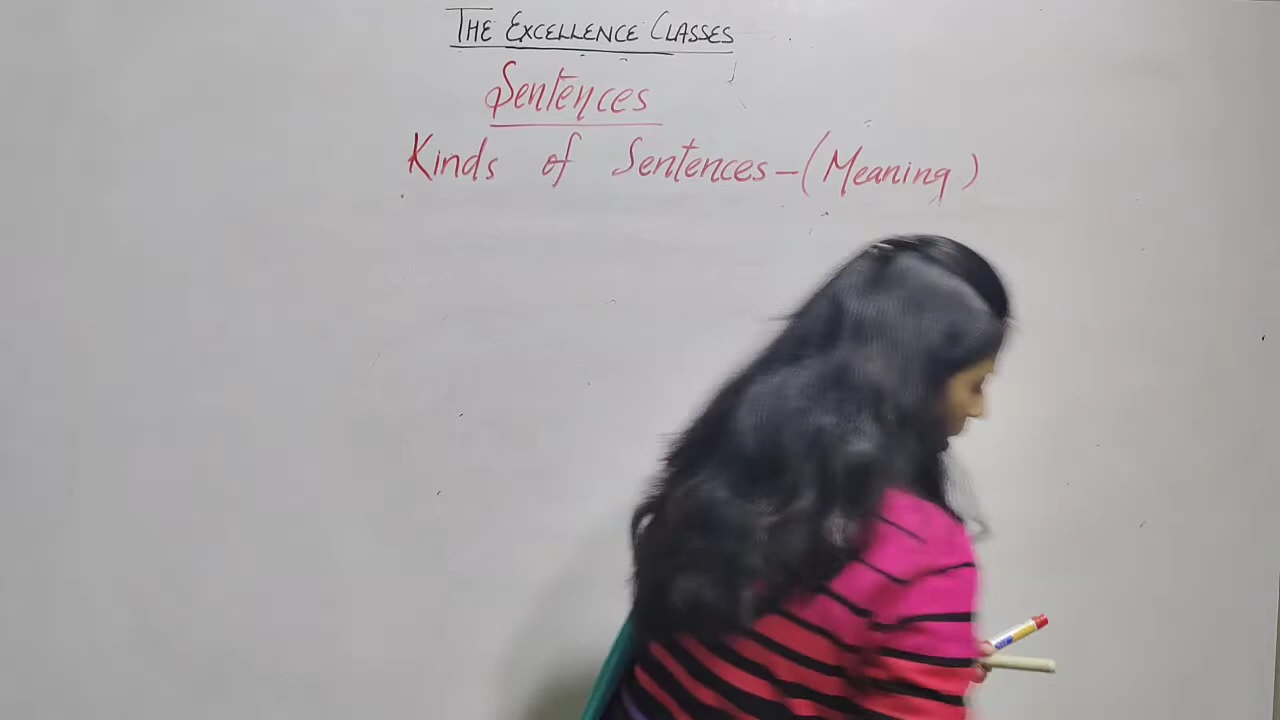 THE EXCELLENCE CLASSES
Sentences
Kinds of Sentences - (Meaning)